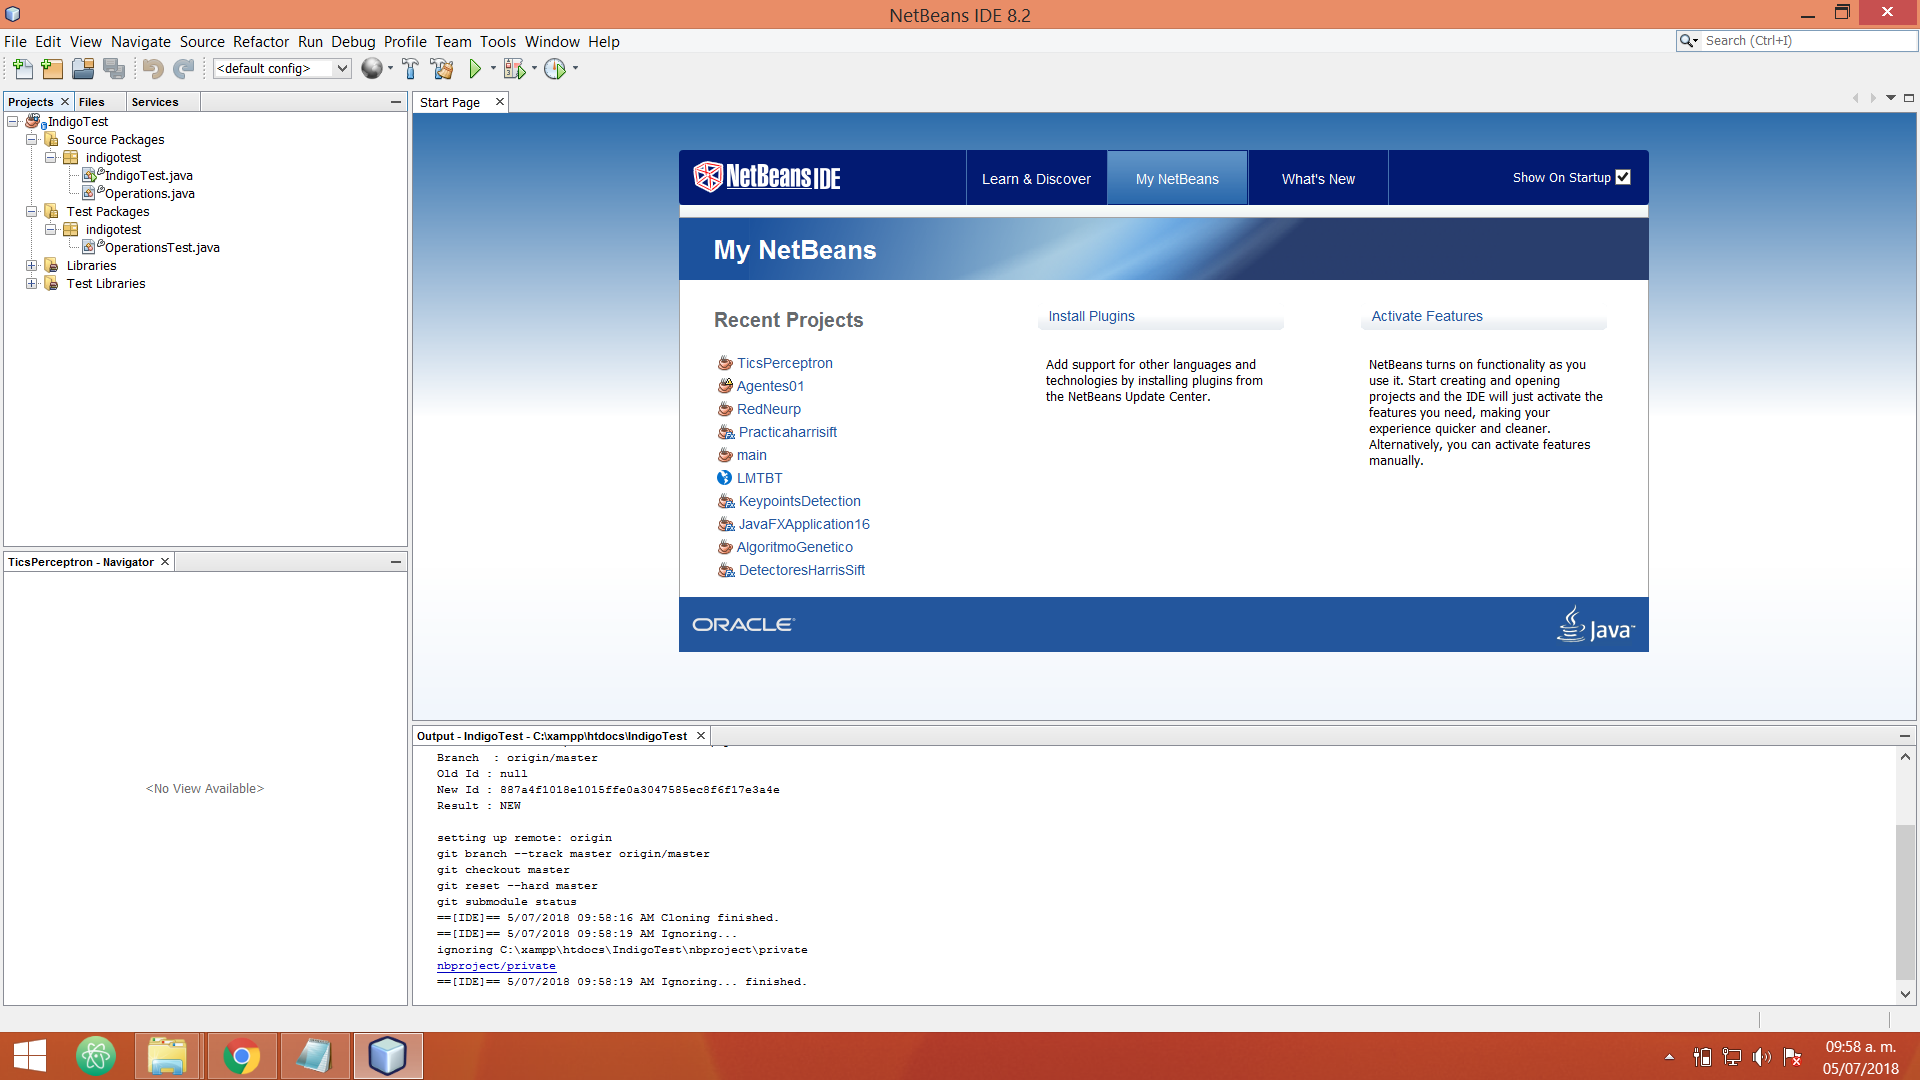 NetBeans IDE 8.2
File Edit View Navigate Source Refactor Run Debug Profile Team Tools Window Help
Search (Ctrl+I)
<default config>
Projects Files Services
IndigoTest
Source Packages
indigotest
IndigoTest.java
Operations.java
Test Packages
indigotest
OperationsTest.java
Libraries
Test Libraries
TicsPerceptron - Navigator
<No View Available>
Start Page
NetBeans IDE
Learn & Discover
My NetBeans
What's New
Show On Startup
My NetBeans
Recent Projects
TicsPerceptron
Agentes01
RedNeurp
Practicaharrisift
main
LMTBT
KeypointsDetection
JavaFXApplication16
AlgoritmoGenetico
DetectoresHarrisSift
Install Plugins
Add support for other languages and
technologies by installing plugins from
the NetBeans Update Center.
Activate Features
NetBeans turns on functionality as you
use it. Start creating and opening
projects and the IDE will just activate the
features you need, making your
experience quicker and cleaner.
Alternatively, you can activate features
manually.
ORACLE
Java
Output - IndigoTest - C:\xampp\htdocs\IndigoTest
Branch : origin/master
Old Id : null
New Id : 887a4f1018e1015ffe0a3047585ec8f6f17e3a4e
Result : NEW
setting up remote: origin
git branch --track master origin/master
git checkout master
git reset --hard master
git submodule status
==[IDE]== 5/07/2018 09:58:16 AM Cloning finished.
==[IDE]== 5/07/2018 09:58:19 AM Ignoring...
ignoring C:\xampp\htdocs\IndigoTest\nbproject\private
nbproject/private
==[IDE]== 5/07/2018 09:58:19 AM Ignoring... finished.
09:58 a. m.
05/07/2018